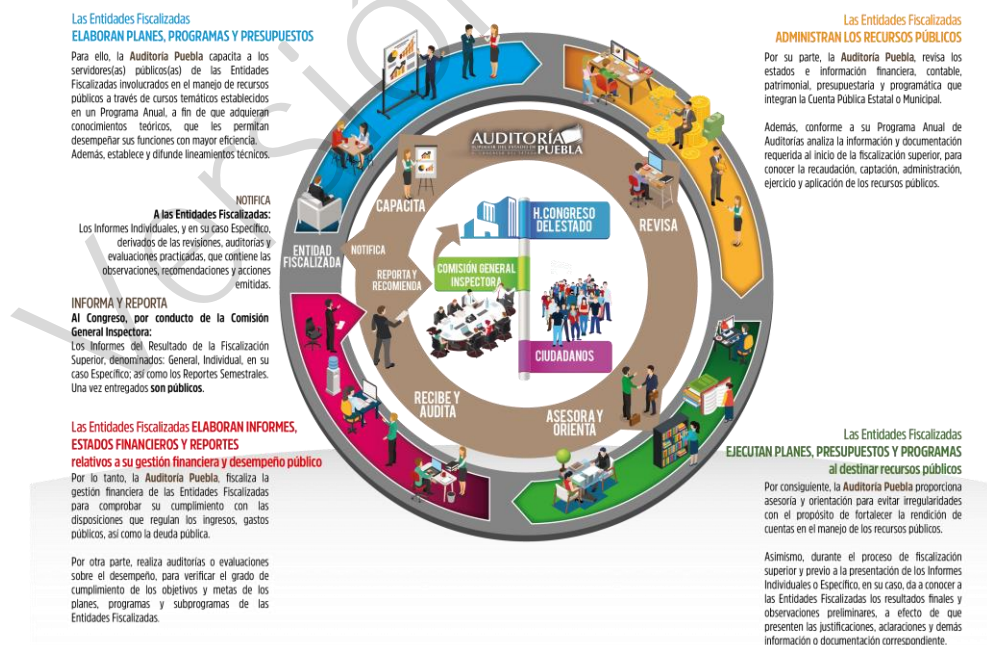 Las Entidades Fiscalizadas
ELABORAN PLANES, PROGRAMAS Y PRESUPUESTOS
Para ello, la Auditoría Puebla capacita a los
servidores(as) públicos(as) de las Entidades
Fiscalizadas involucrados en el manejo de recursos
públicos a través de cursos temáticos establecidos
en un Programa Anual, a fin de que adquieran
conocimientos teóricos, que les permitan
desempeñar sus funciones con mayor eficiencia.
Además, establece y difunde lineamientos técnicos.
NOTIFICA
A las Entidades Fiscalizadas:
Los Informes Individuales, y en su caso Específico,
derivados de las revisiones, auditorías y
evaluaciones practicadas, que contiene las
observaciones, recomendaciones y acciones
emitidas.
INFORMA Y REPORTA
Al Congreso, por conducto de la Comisión
General Inspectora:
Los Informes del Resultado de la Fiscalización
Superior, denominados: General, Individual, en su
caso Específico; así como los Reportes Semestrales.
Una vez entregados son públicos.
Las Entidades Fiscalizadas ELABORAN INFORMES,
ESTADOS FINANCIEROS Y REPORTES
relativos a su gestión financiera y desempeño público
Por lo tanto, la Auditoría Puebla, fiscaliza la
gestión financiera de las Entidades Fiscalizadas
para comprobar su cumplimiento con las
disposiciones que regulan los ingresos, gastos
públicos, así como la deuda pública.
Por otra parte, realiza auditorías o evaluaciones
sobre el desempeño, para verificar el grado de
cumplimiento de los objetivos y metas de los
planes, programas y subprogramas de las
Entidades Fiscalizadas.
AUDITORÍA
PUEBLA
CAPACITA
REVISA
H.CONGRESO
DEL ESTADO
ENTIDAD
FISCALIZADA
NOTIFICA
REPORTA Y
RECOMIENDA
COMISIÓN GENERAL
INSPECTORA
CIUDADANOS
RECIBE Y
AUDITA
ASESORA Y
ORIENTA
Las Entidades Fiscalizadas
ADMINISTRAN LOS RECURSOS PÚBLICOS
Por su parte, la Auditoría Puebla, revisa los
estados e información financiera, contable,
patrimonial, presupuestaria y programática que
integran la Cuenta Pública Estatal o Municipal.
Además, conforme a su Programa Anual de
Auditorías analiza la información y documentación
requerida al inicio de la fiscalización superior, para
conocer la recaudación, captación, administración,
ejercicio y aplicación de los recursos públicos.
Las Entidades Fiscalizadas
EJECUTAN PLANES, PRESUPUESTOS Y PROGRAMAS
al destinar recursos públicos
Por consiguiente, la Auditoría Puebla proporciona
asesoría y orientación para evitar irregularidades
con el propósito de fortalecer la rendición de
cuentas en el manejo de los recursos públicos.
Asimismo, durante el proceso de fiscalización
superior y previo a la presentación de los Informes
Individuales o Específico, en su caso, da a conocer a
las Entidades Fiscalizadas los resultados finales y
observaciones preliminares, a efecto de que
presenten las justificaciones, aclaraciones y demás
información o documentación correspondiente.
Versión